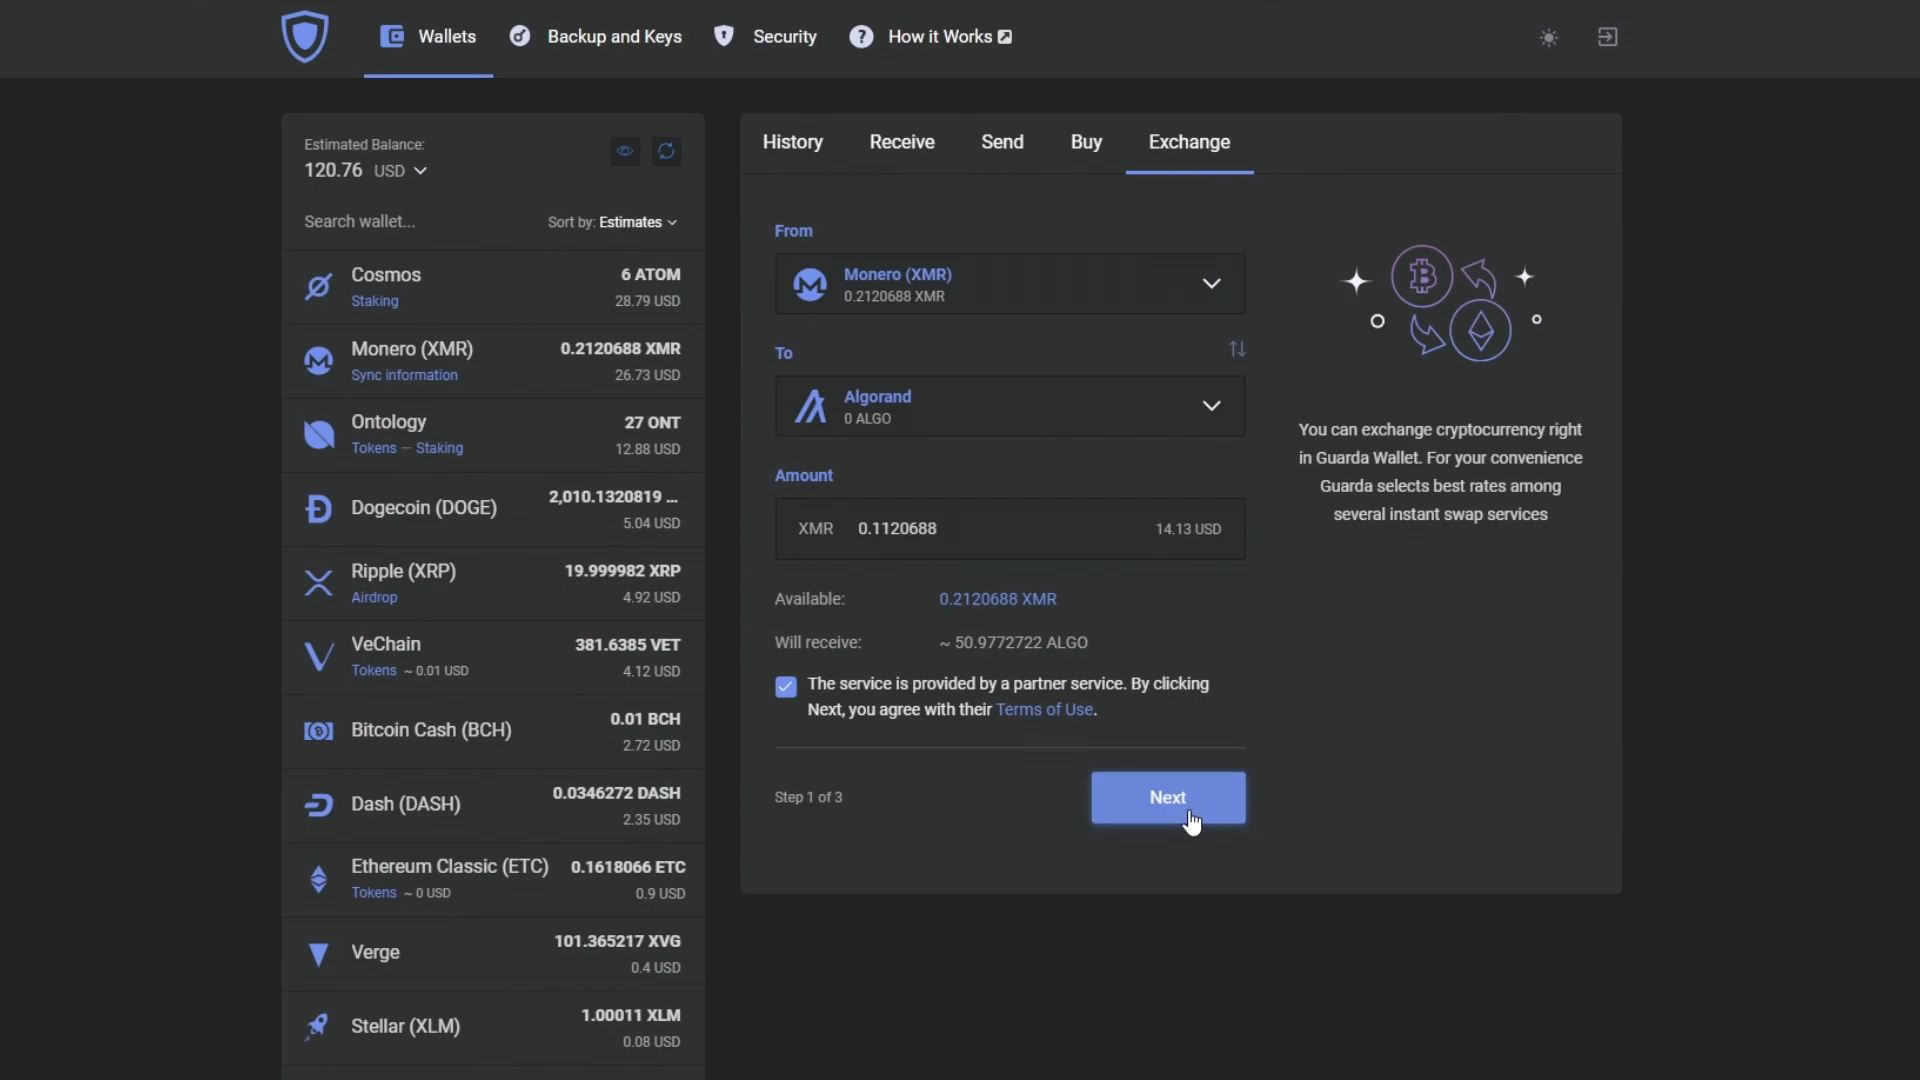 Wallets
Backup and Keys
Security
How it Works
Estimated Balance:
120.76 USD
Search wallet...
Sort by: Estimates
Cosmos
6 ATOM
Staking
28.79 USD
Monero (XMR)
0.2120688 XMR
Sync information
26.73 USD
Ontology
27 ONT
Tokens – Staking
12.88 USD
Dogecoin (DOGE)
2,010.1320819 ...
5.04 USD
Ripple (XRP)
19.999982 XRP
Airdrop
4.92 USD
VeChain
381.6385 VET
Tokens ~ 0.01 USD
4.12 USD
Bitcoin Cash (BCH)
0.01 BCH
2.72 USD
Dash (DASH)
0.0346272 DASH
2.35 USD
Ethereum Classic (ETC)
0.1618066 ETC
Tokens ~ 0 USD
0.9 USD
Verge
101.365217 XVG
0.4 USD
Stellar (XLM)
1.00011 XLM
0.08 USD
History
Receive
Send
Buy
Exchange
From
Monero (XMR)
0.2120688 XMR
To
Algorand
0 ALGO
Amount
XMR 0.1120688
14.13 USD
Available: 0.2120688 XMR
Will receive: ~ 50.9772722 ALGO
The service is provided by a partner service. By clicking
Next, you agree with their Terms of Use.
Step 1 of 3
Next
You can exchange cryptocurrency right
in Guarda Wallet. For your convenience
Guarda selects best rates among
several instant swap services